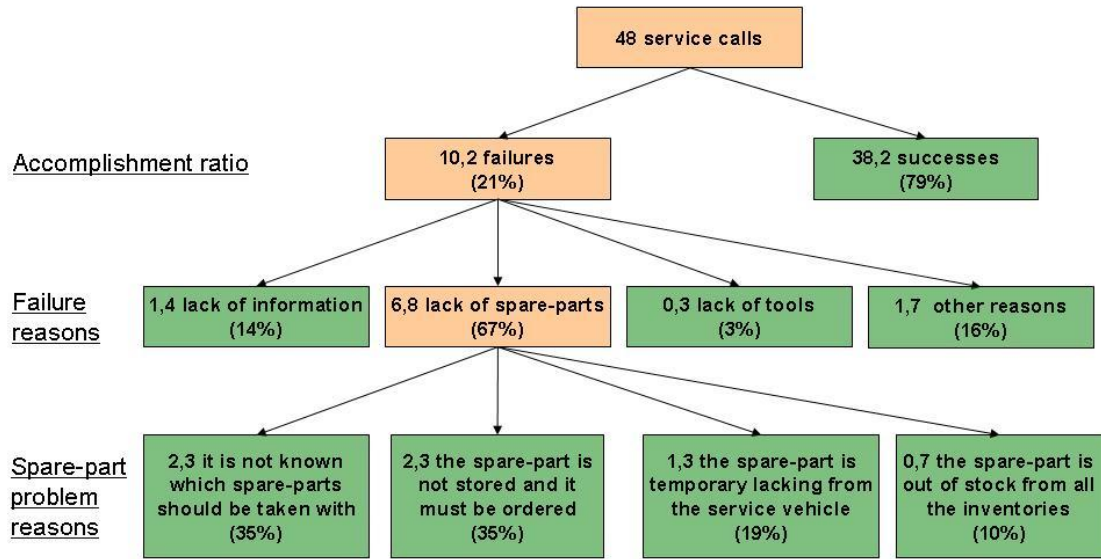 48 service calls
Accomplishment ratio
10,2 failures
(21%)
38,2 successes
(79%)
Failure
reasons
1,4 lack of information
(14%)
6,8 lack of spare-parts
(67%)
0,3 lack of tools
(3%)
1,7 other reasons
(16%)
Spare-part
problem
reasons
2,3 it is not known
which spare-parts
should be taken with
(35%)
2,3 the spare-part is
not stored and it
must be ordered
(35%)
1,3 the spare-part is
temporary lacking from
the service vehicle
(19%)
0,7 the spare-part is
out of stock from all
the inventories
(10%)